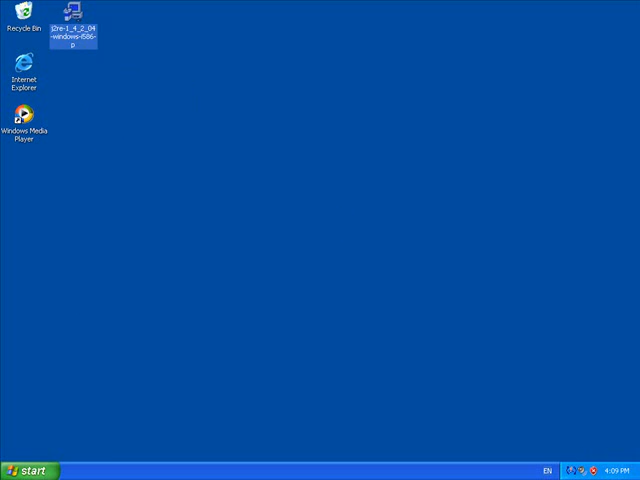 Recycle Bin
j2re-1_4_2_04
-windows-i586-
p
Internet
Explorer
Windows Media
Player
start
EN
4:09 PM